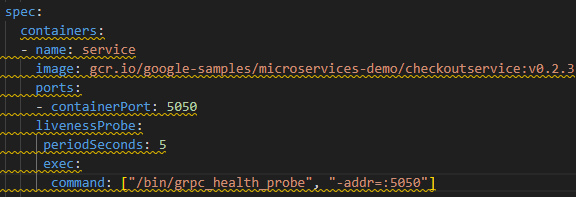 spec:
  containers:
  - name: service
    image: gcr.io/google-samples/microservices-demo/checkoutservice:v0.2.3
    ports:
    - containerPort: 5050
    livenessProbe:
     periodSeconds: 5
     exec:
      command: ["/bin/grpc_health_probe", "-addr=:5050"]